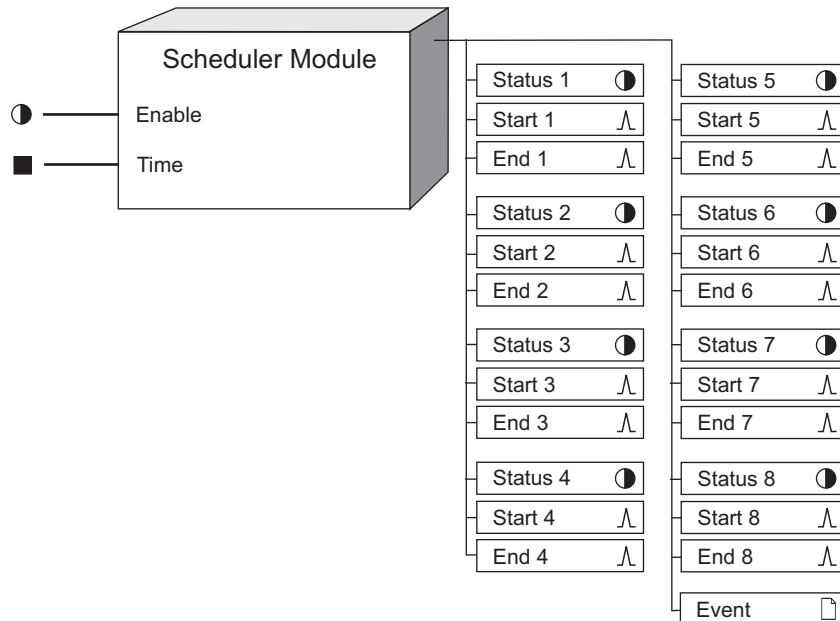 Scheduler Module
Enable
Time
Status 1
Start 1
End 1
Status 2
Start 2
End 2
Status 3
Start 3
End 3
Status 4
Start 4
End 4
Status 5
Start 5
End 5
Status 6
Start 6
End 6
Status 7
Start 7
End 7
Status 8
Start 8
End 8
Event